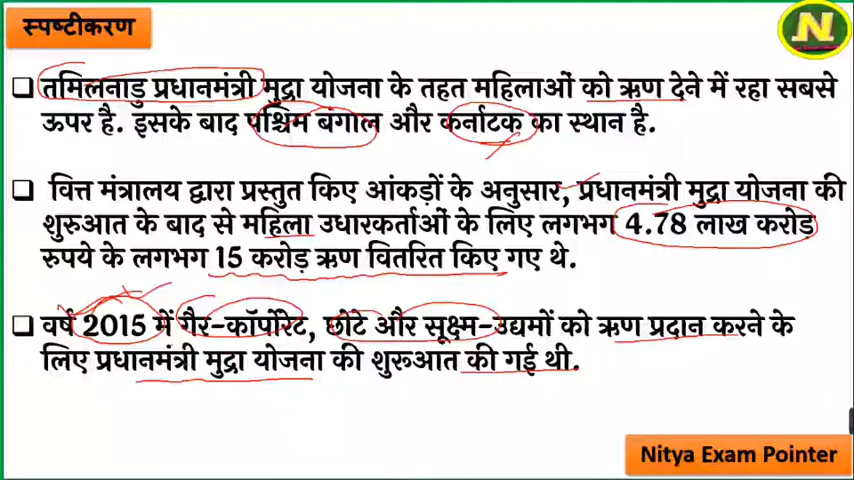 स्पष्टीकरण
N
तमिलनाडु प्रधानमंत्री मुद्रा योजना के तहत महिलाओं को ऋण देने में रहा सबसे
ऊपर है. इसके बाद पश्चिम बंगाल और कर्नाटक का स्थान है.
वित्त मंत्रालय द्वारा प्रस्तुत किए आंकड़ों के अनुसार, प्रधानमंत्री मुद्रा योजना की
शुरुआत के बाद से महिला उधारकर्ताओं के लिए लगभग 4.78 लाख करोड़
रुपये के लगभग 15 करोड़ ऋण वितरित किए गए थे.
वर्ष 2015 में गैर-कॉर्पोरेट, छोटे और सूक्ष्म-उद्यमों को ऋण प्रदान करने के
लिए प्रधानमंत्री मुद्रा योजना की शुरूआत की गई थी.
Nitya Exam Pointer